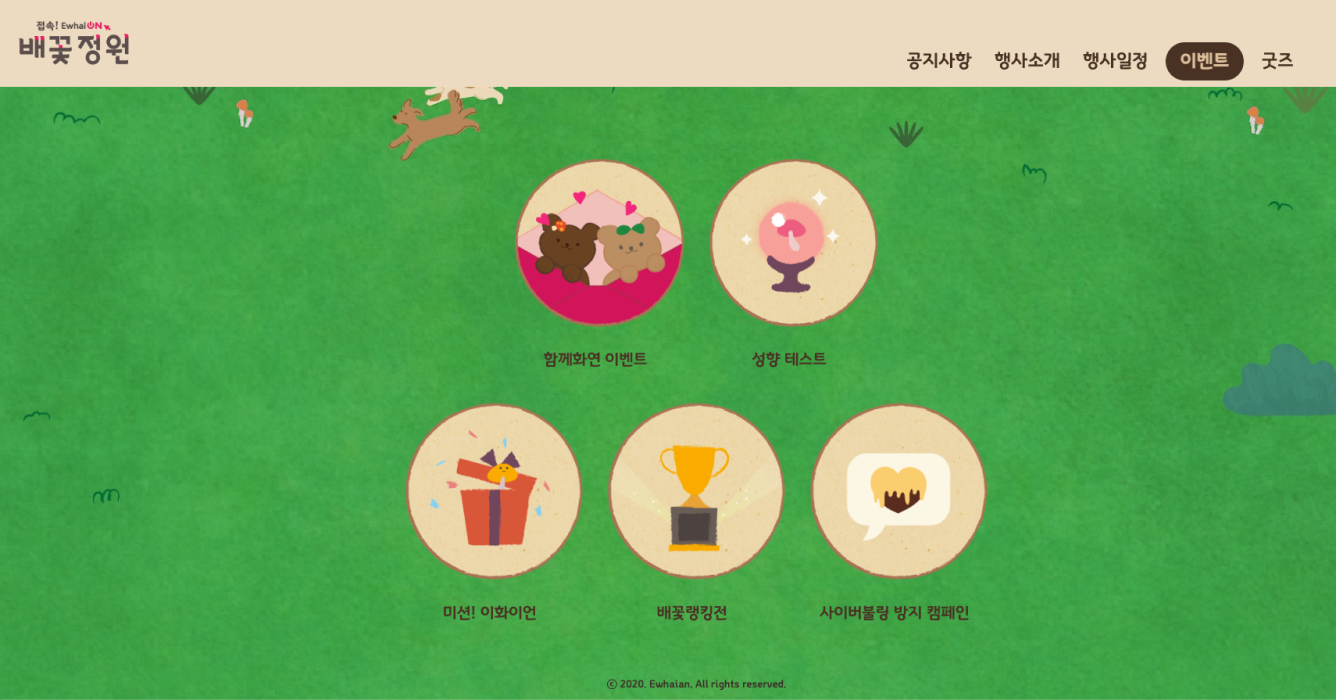 접속! EwhaiON
배꽃정원
공지사항 행사소개 행사일정 이벤트 굿즈
함께화연 이벤트 성향 테스트
미션! 이화이언 배꽃랭킹전 사이버불링 방지 캠페인
ⓒ 2020. Ewhaian. All rights reserved.